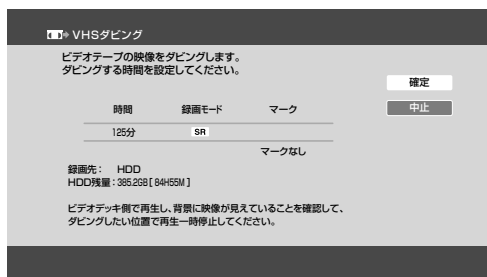 VHSダビング
ビデオテープの映像をダビングします。
ダビングする時間を設定してください。
確定
中止
時間 録画モード マーク
125分 SR
マークなし
録画先： HDD
HDD残量：385.2GB[ 84H55M ]
ビデオデッキ側で再生し、背景に映像が見えていることを確認して、
ダビングしたい位置で再生一時停止してください。